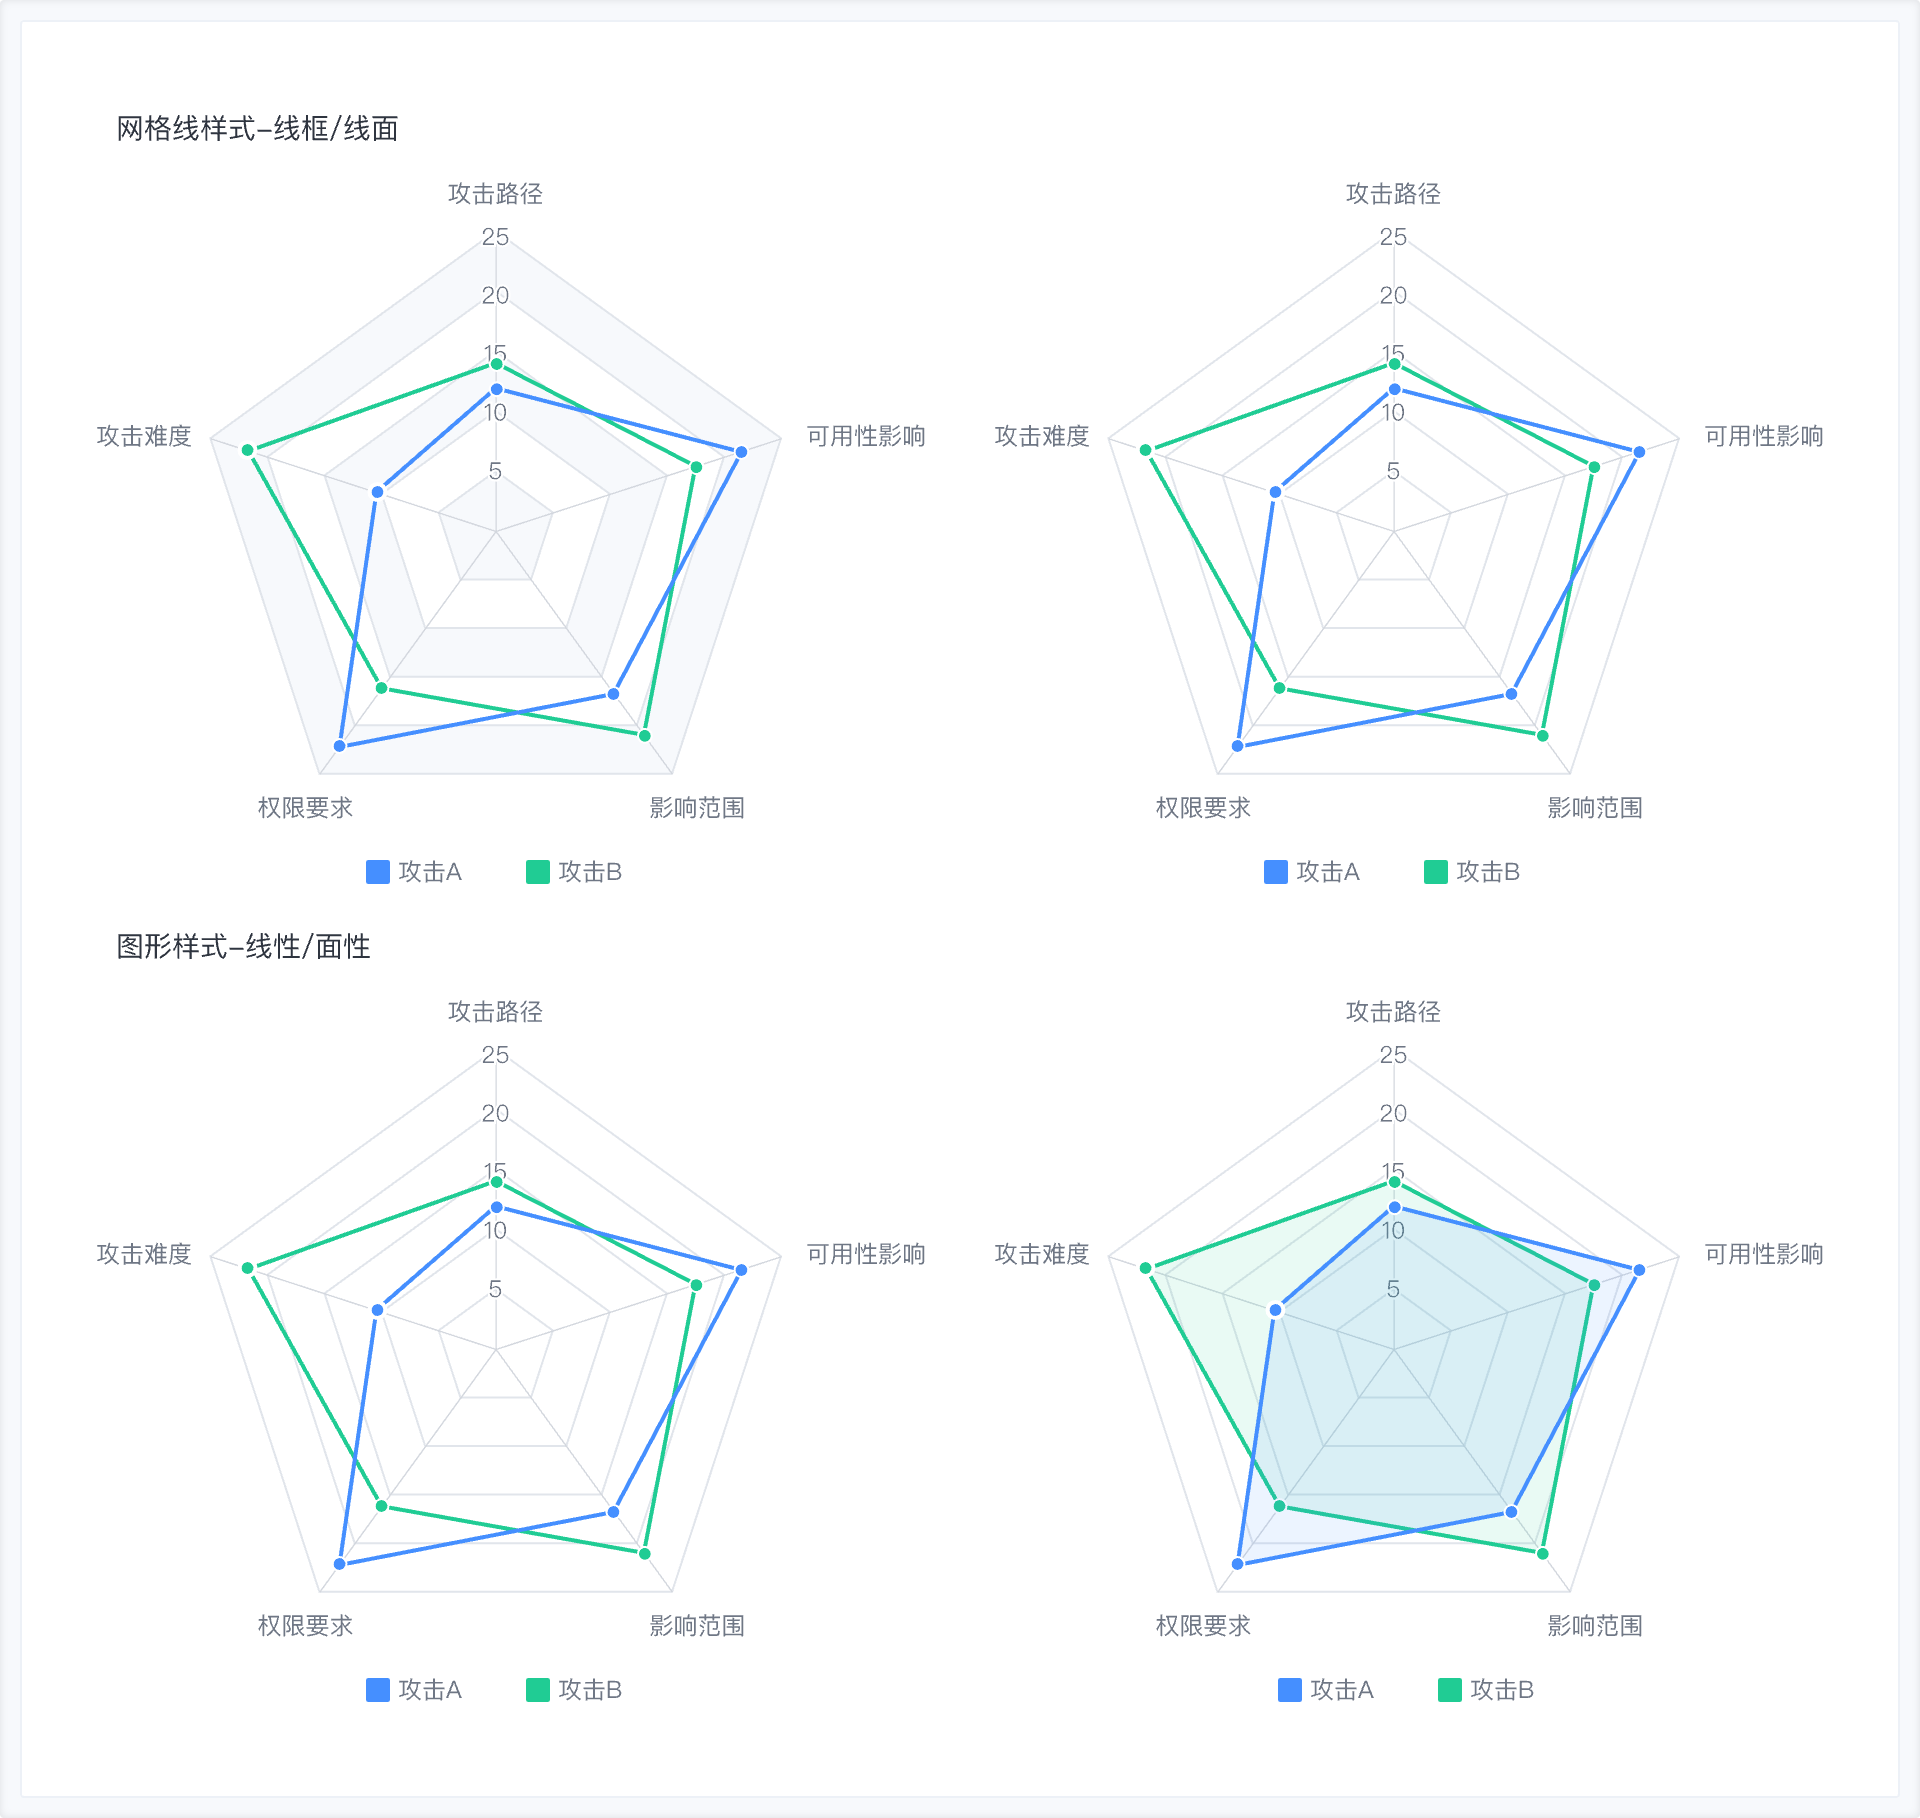 网格线样式-线框/线面
攻击路径
25
20
15
10
5
攻击难度
可用性影响
权限要求
影响范围
攻击A
攻击B
攻击路径
25
20
15
10
5
攻击难度
可用性影响
权限要求
影响范围
攻击A
攻击B
图形样式-线性/面性
攻击路径
25
20
15
10
5
攻击难度
可用性影响
权限要求
影响范围
攻击A
攻击B
攻击路径
25
20
15
10
5
攻击难度
可用性影响
权限要求
影响范围
攻击A
攻击B